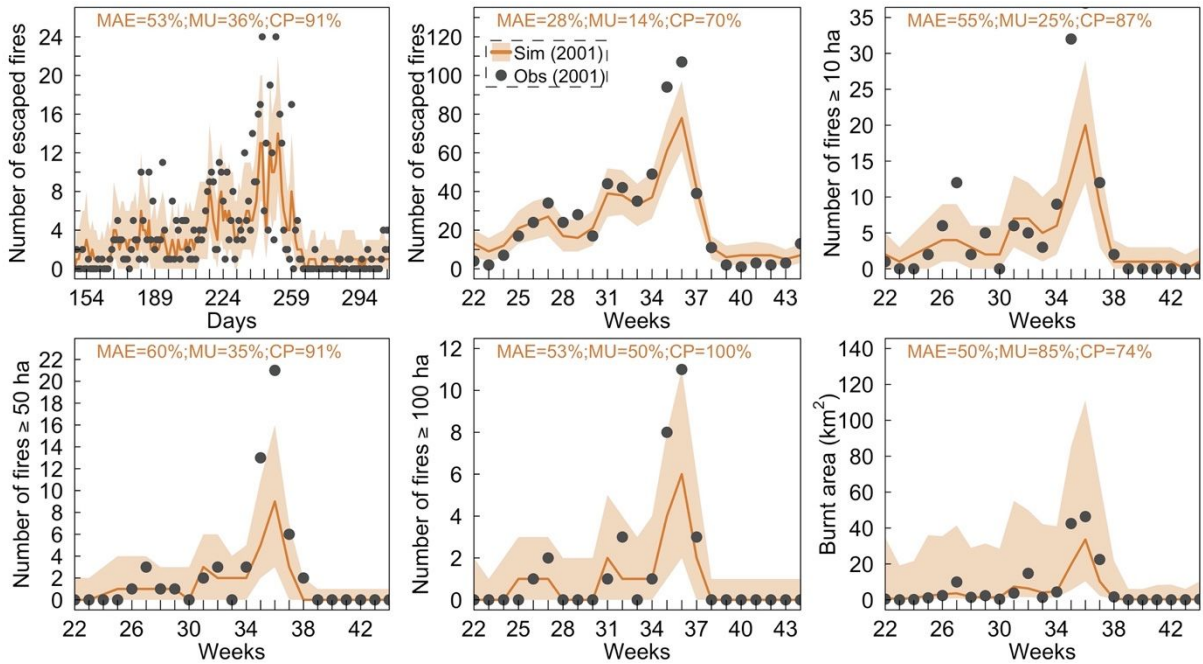 MAE=53%;MU=36%;CP=91%
Number of escaped fires
24
20
16
12
8
4
0
154 189 224 259 294
Days
MAE=28%;MU=14%;CP=70%
Number of escaped fires
120
100
80
60
40
20
0
Sim (2001)
Obs (2001)
22 25 28 31 34 37 40 43
Weeks
MAE=55%;MU=25%;CP=87%
Number of fires ≥ 10 ha
35
30
25
20
15
10
5
0
22 26 30 34 38 42
Weeks
MAE=60%;MU=35%;CP=91%
Number of fires ≥ 50 ha
22
20
18
16
14
12
10
8
6
4
2
0
22 26 30 34 38 42
Weeks
MAE=53%;MU=50%;CP=100%
Number of fires ≥ 100 ha
12
10
8
6
4
2
0
22 25 28 31 34 37 40 44
Weeks
MAE=50%;MU=85%;CP=74%
Burnt area (km²)
140
120
100
80
60
40
20
0
22 26 30 34 38 42
Weeks